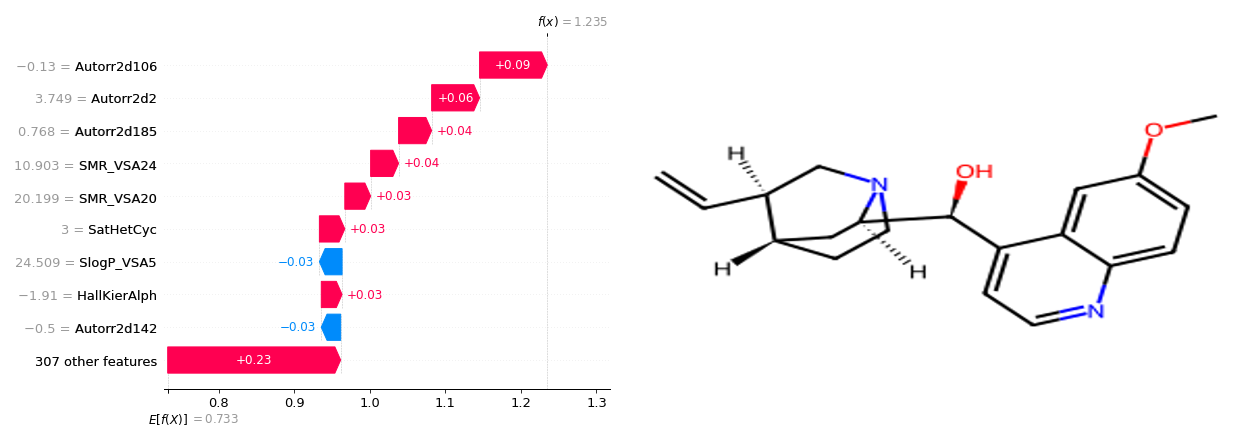 f(x) = 1.235
−0.13 = Autorr2d106 +0.09
3.749 = Autorr2d2 +0.06
0.768 = Autorr2d185 +0.04
10.903 = SMR_VSA24 +0.04
20.199 = SMR_VSA20 +0.03
3 = SatHetCyc +0.03
24.509 = SlogP_VSA5 −0.03
−1.91 = HallKierAlph +0.03
−0.5 = Autorr2d142 −0.03
307 other features +0.23
0.8 0.9 1.0 1.1 1.2 1.3
E[f(X)] = 0.733
O
H
OH
N
H
H
N